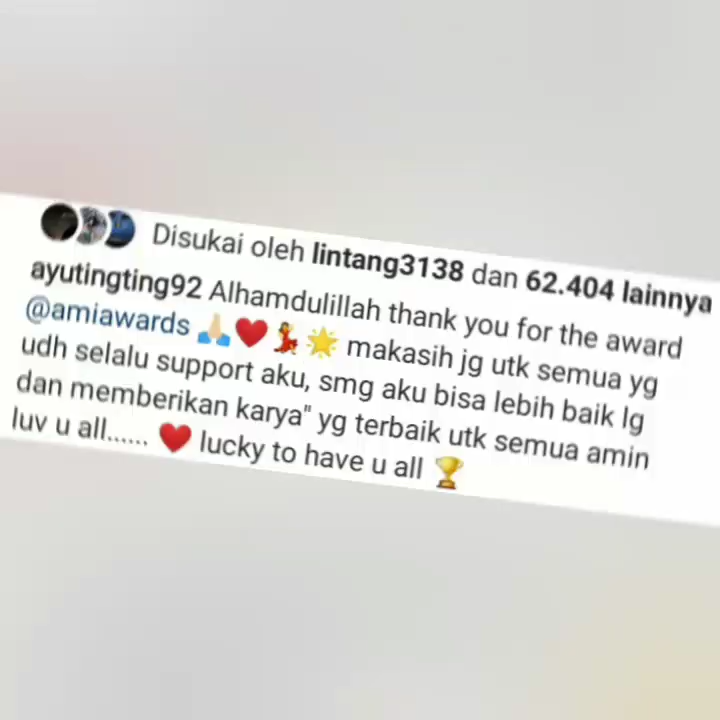 Disukai oleh lintang3138 dan 62.404 lainnya
ayutingting92 Alhamdulillah thank you for the award
@amiawards 🙏🏻❤️💃🌟 makasih jg utk semua yg
udh selalu support aku, smg aku bisa lebih baik lg
dan memberikan karya" yg terbaik utk semua amin
luv u all...... ❤️ lucky to have u all 🏆